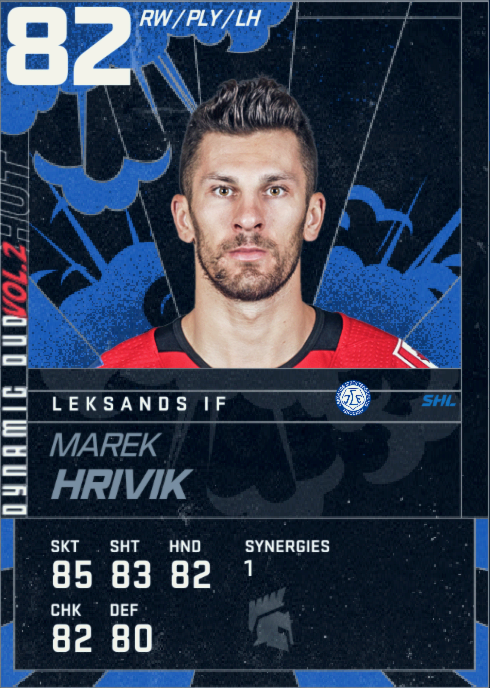 82
RW / PLY / LH
HUT
DYNAMIC DUO VOL.2
LEKSANDS IF
SHL
MAREK
HRIVIK
SKT SHT HND SYNERGIES
85 83 82 1
CHK DEF
82 80